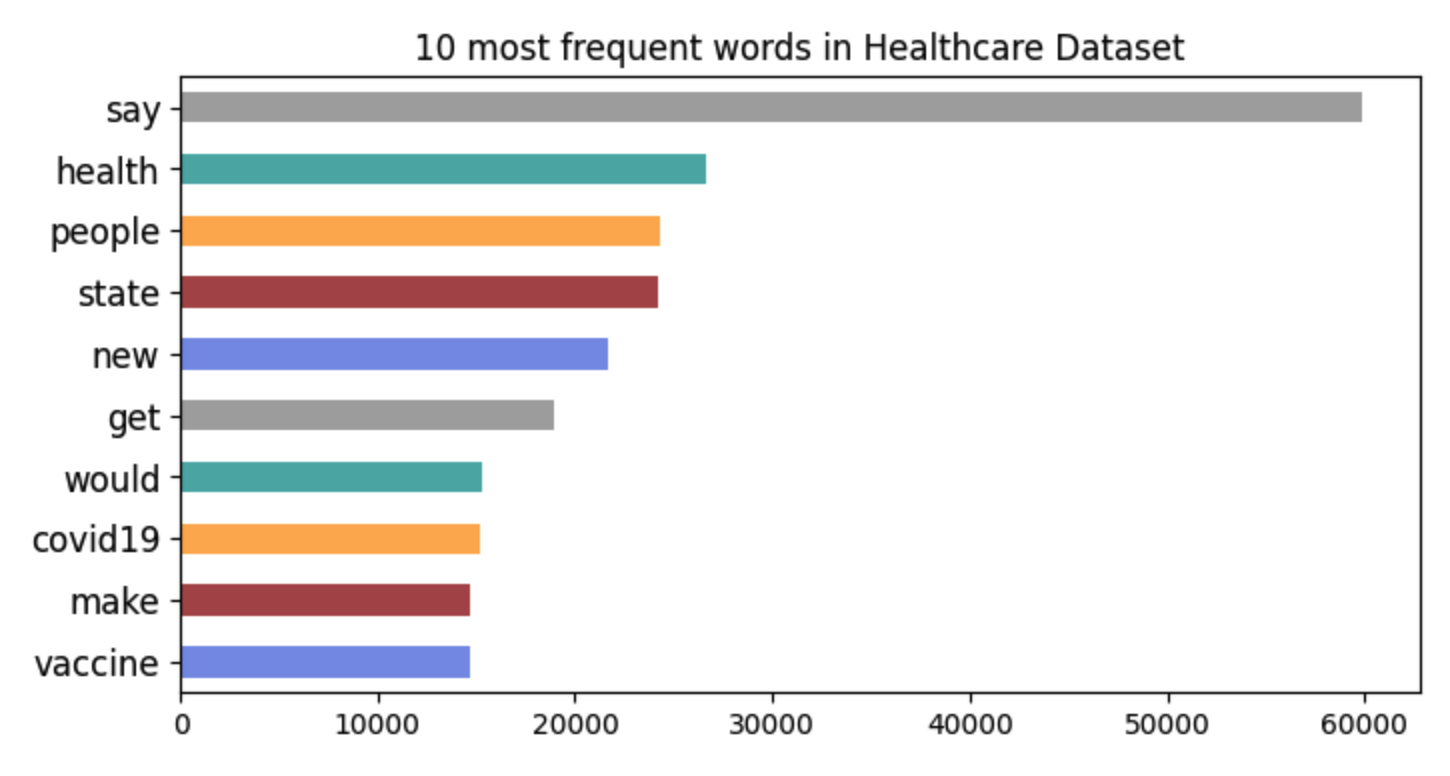 10 most frequent words in Healthcare Dataset
say
health
people
state
new
get
would
covid19
make
vaccine
0 10000 20000 30000 40000 50000 60000